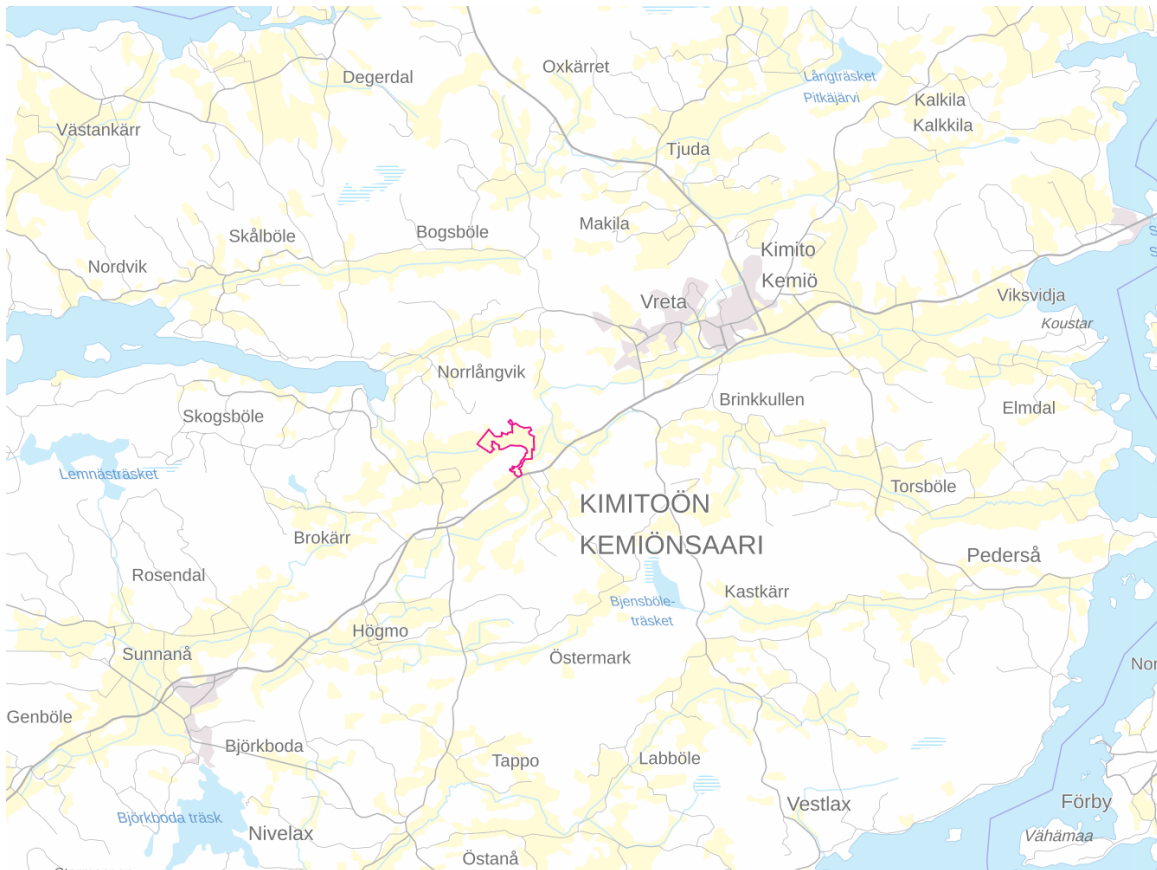 Oxkärret
Degerdal
Långträsket
Pitkäjärvi
Kalkila
Kalkkila
Västankärr
Tjuda
Makila
Bogsböle
Skålböle
Kimito
Kemiö
Nordvik
Vreta
Viksvidja
Koustar
Norrlångvik
Brinkkullen
Elmdal
Skogsböle
Lemnästräsket
Torsböle
KIMITOÖN
KEMIÖNSAARI
Brokärr
Pederså
Rosendal
Kastkärr
Bjensböle-
träsket
Högmo
Sunnanå
Östermark
Genböle
Björkboda
Tappo
Labböle
Förby
Vestlax
Björkboda träsk
Nivelax
Vähämaa
Östanå